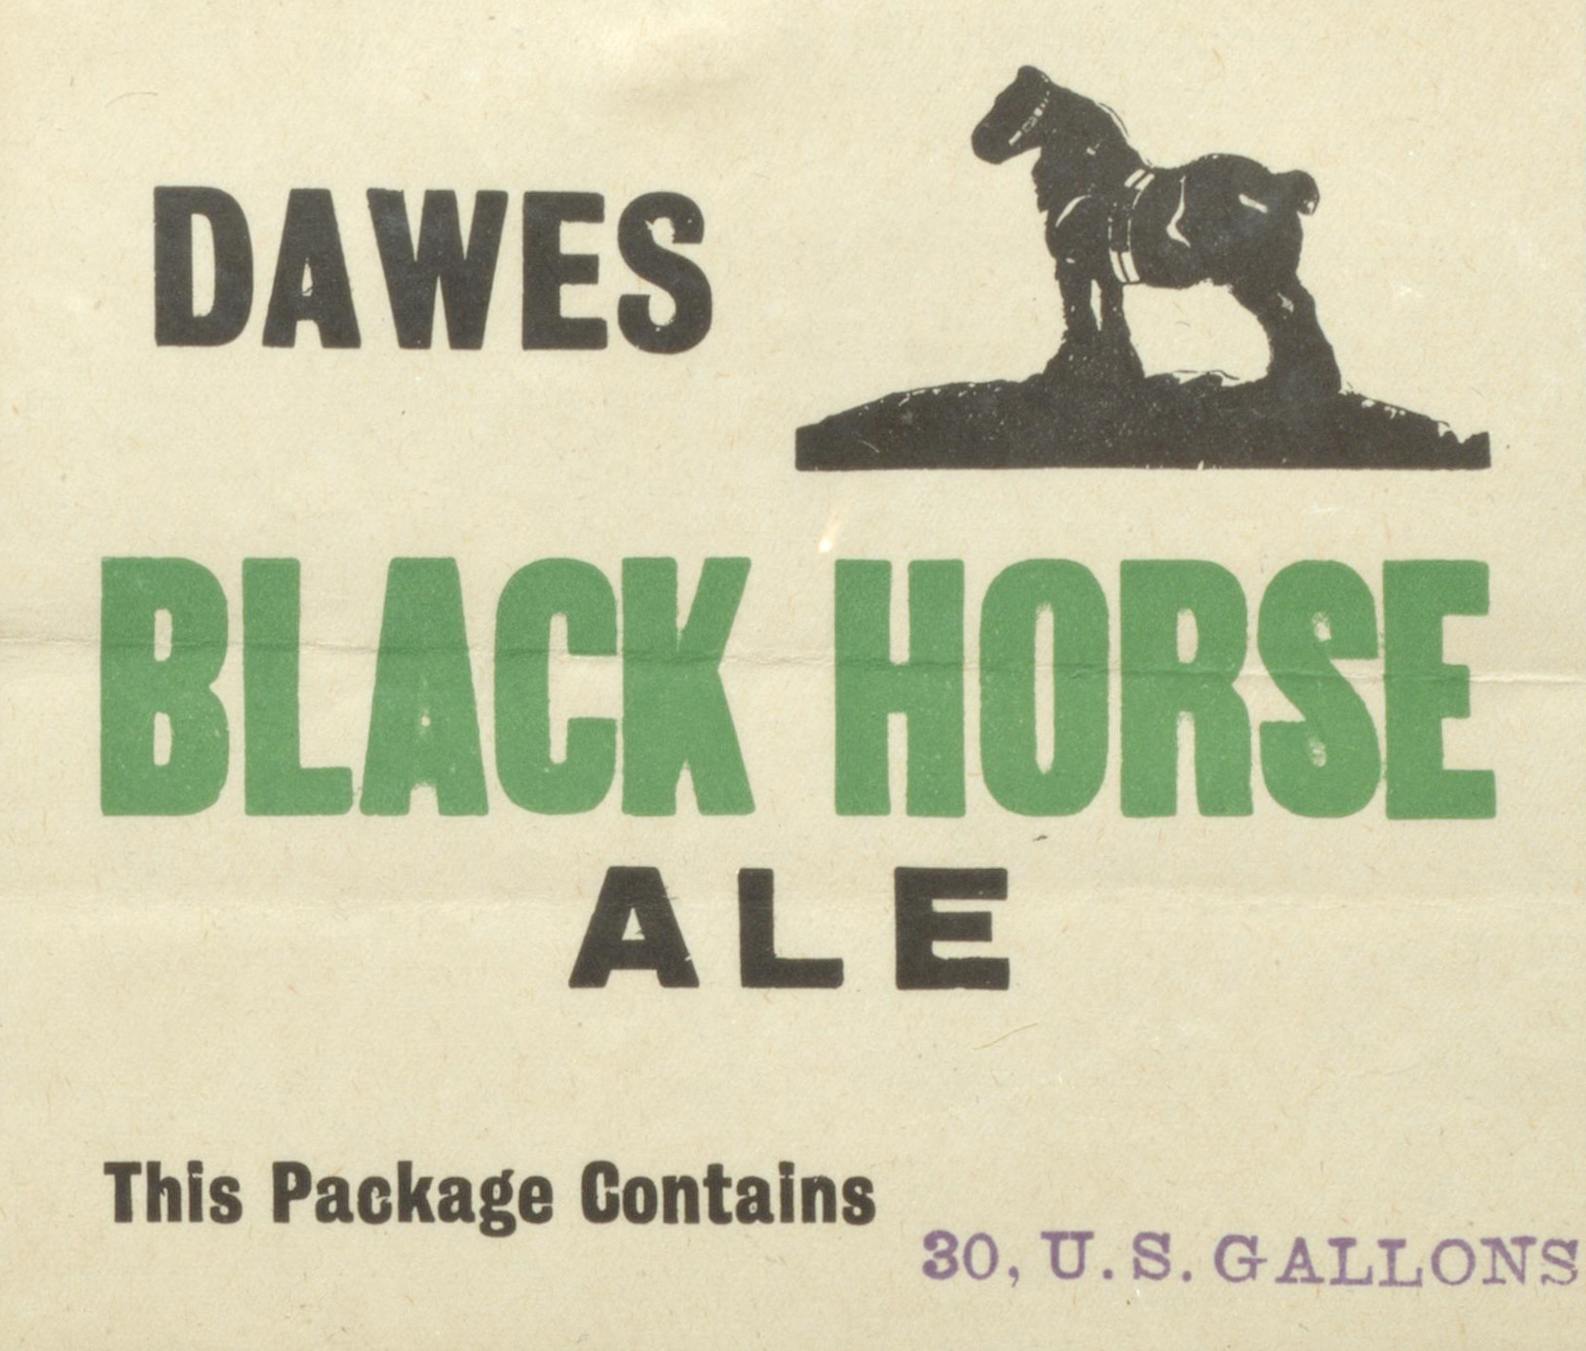 DAWES
BLACK HORSE
ALE
This Package Contains
30, U.S. GALLONS